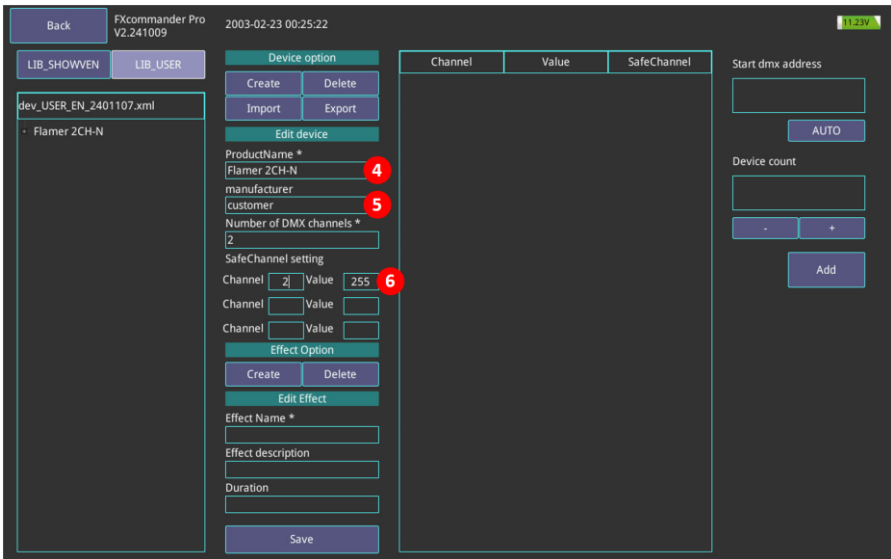 Back
FXcommander Pro
V2.241009
2003-02-23 00:25:22
11.23V
LIB_SHOWVEN
LIB_USER
dev_USER_EN_2401107.xml
Flamer 2CH-N
Device option
Create
Delete
Import
Export
Edit device
ProductName *
Flamer 2CH-N
4
manufacturer
customer
5
Number of DMX channels *
2
SafeChannel setting
Channel 2 Value 255 6
Channel Value
Channel Value
Effect Option
Create
Delete
Edit Effect
Effect Name *
Effect description
Duration
Save
Channel
Value
SafeChannel
Start dmx address
AUTO
Device count
-
+
Add